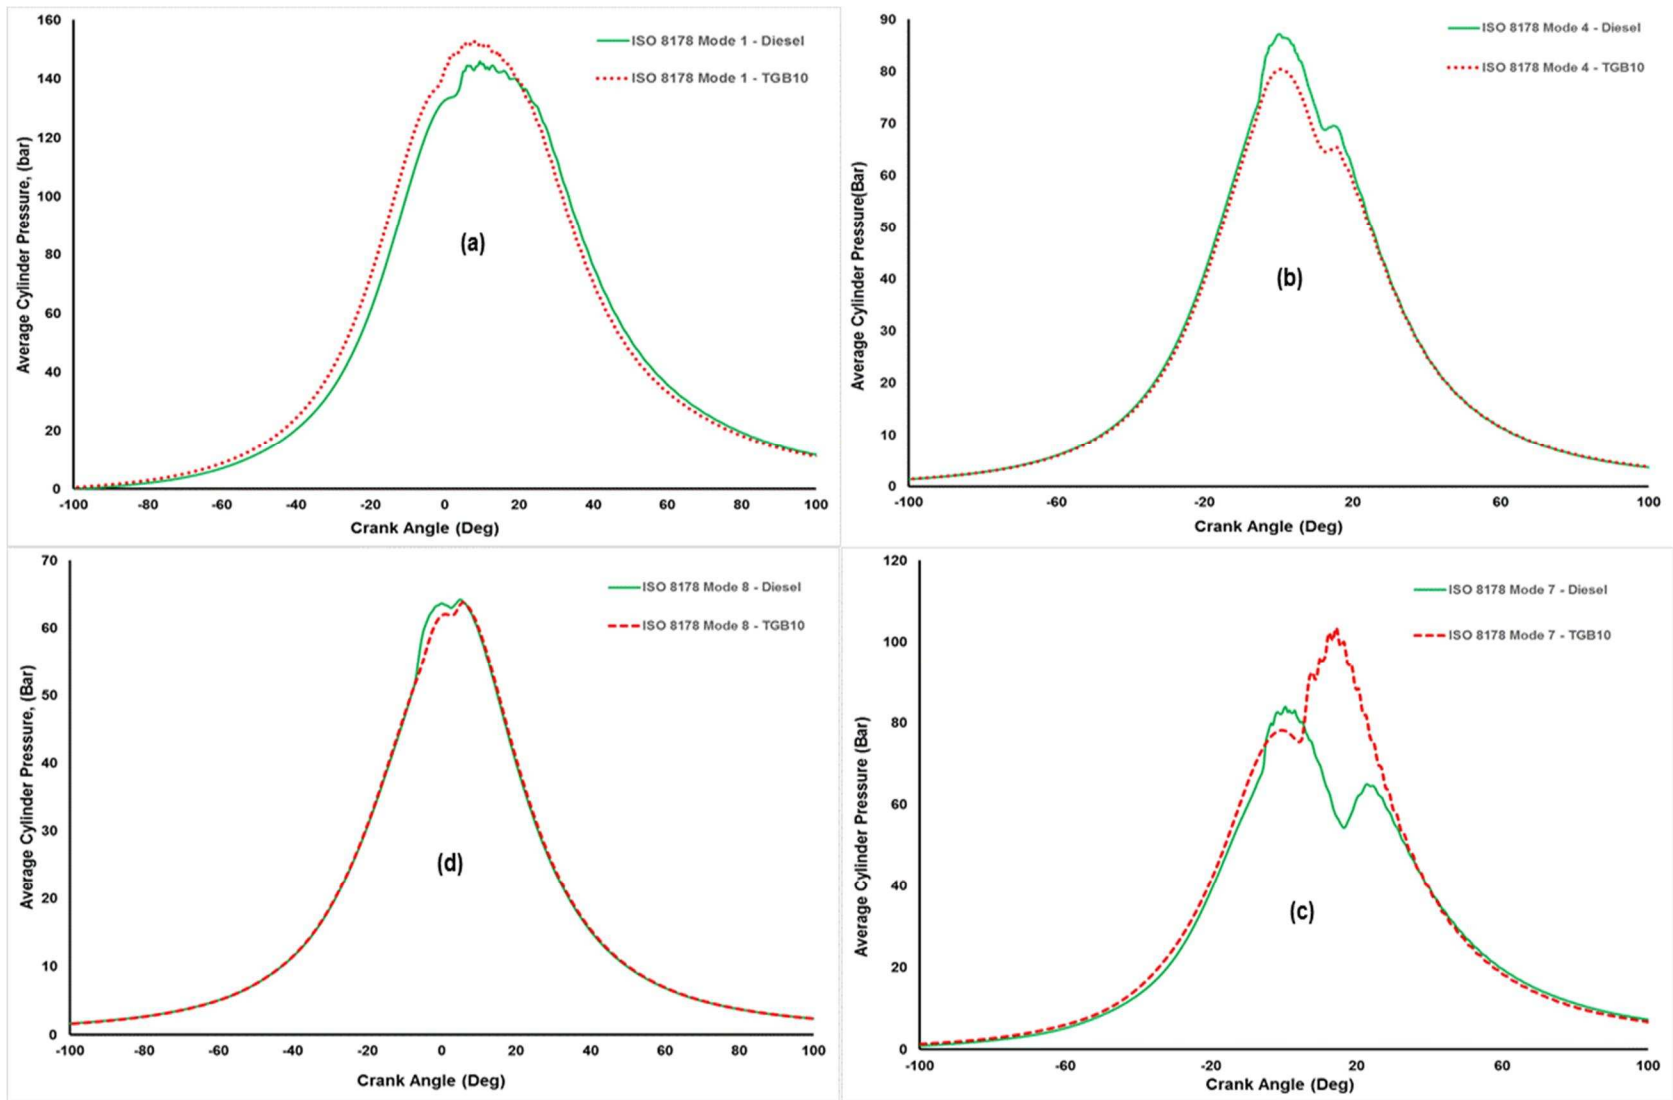 160
140
120
100
80
60
40
20
0
Average Cylinder Pressure, (bar)
ISO 8178 Mode 1 - Diesel
ISO 8178 Mode 1 - TGB10
(a)
-100 -80 -60 -40 -20 0 20 40 60 80 100
Crank Angle (Deg)
90
80
70
60
50
40
30
20
10
0
Average Cylinder Pressure(Bar)
ISO 8178 Mode 4 - Diesel
ISO 8178 Mode 4 - TGB10
(b)
-100 -60 -20 20 60 100
Crank Angle (Deg)
70
60
50
40
30
20
10
0
Average Cylinder Pressure, (Bar)
ISO 8178 Mode 8 - Diesel
ISO 8178 Mode 8 - TGB10
(d)
-100 -80 -60 -40 -20 0 20 40 60 80 100
Crank Angle (Deg)
120
100
80
60
40
20
0
Average Cylinder Pressure (Bar)
ISO 8178 Mode 7 - Diesel
ISO 8178 Mode 7 - TGB10
(c)
-100 -60 -20 20 60 100
Crank Angle (Deg)